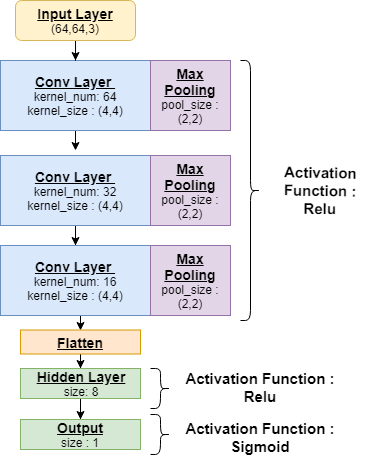 Input Layer
(64,64,3)
Conv Layer
kernel_num: 64
kernel_size : (4,4)
Max
Pooling
pool_size :
(2,2)
Conv Layer
kernel_num: 32
kernel_size : (4,4)
Max
Pooling
pool_size :
(2,2)
Conv Layer
kernel_num: 16
kernel_size : (4,4)
Max
Pooling
pool_size :
(2,2)
Activation
Function :
Relu
Flatten
Hidden Layer
size: 8
Activation Function :
Relu
Output
size : 1
Activation Function :
Sigmoid